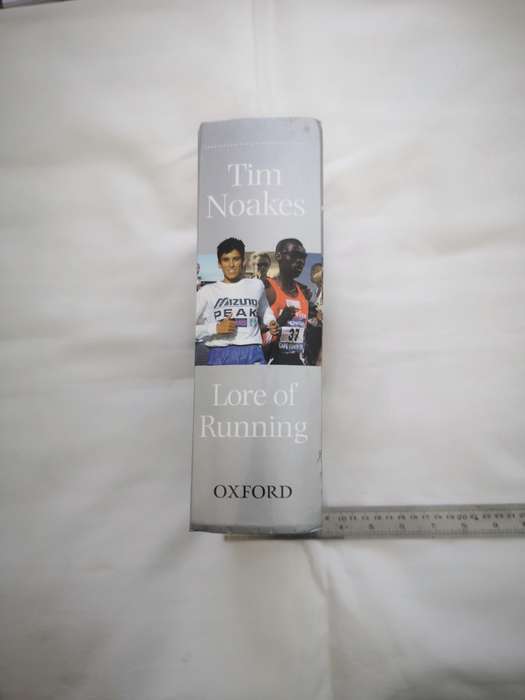 Tim
Noakes
MIZUNO
PEAK
37
Lore of
Running
OXFORD